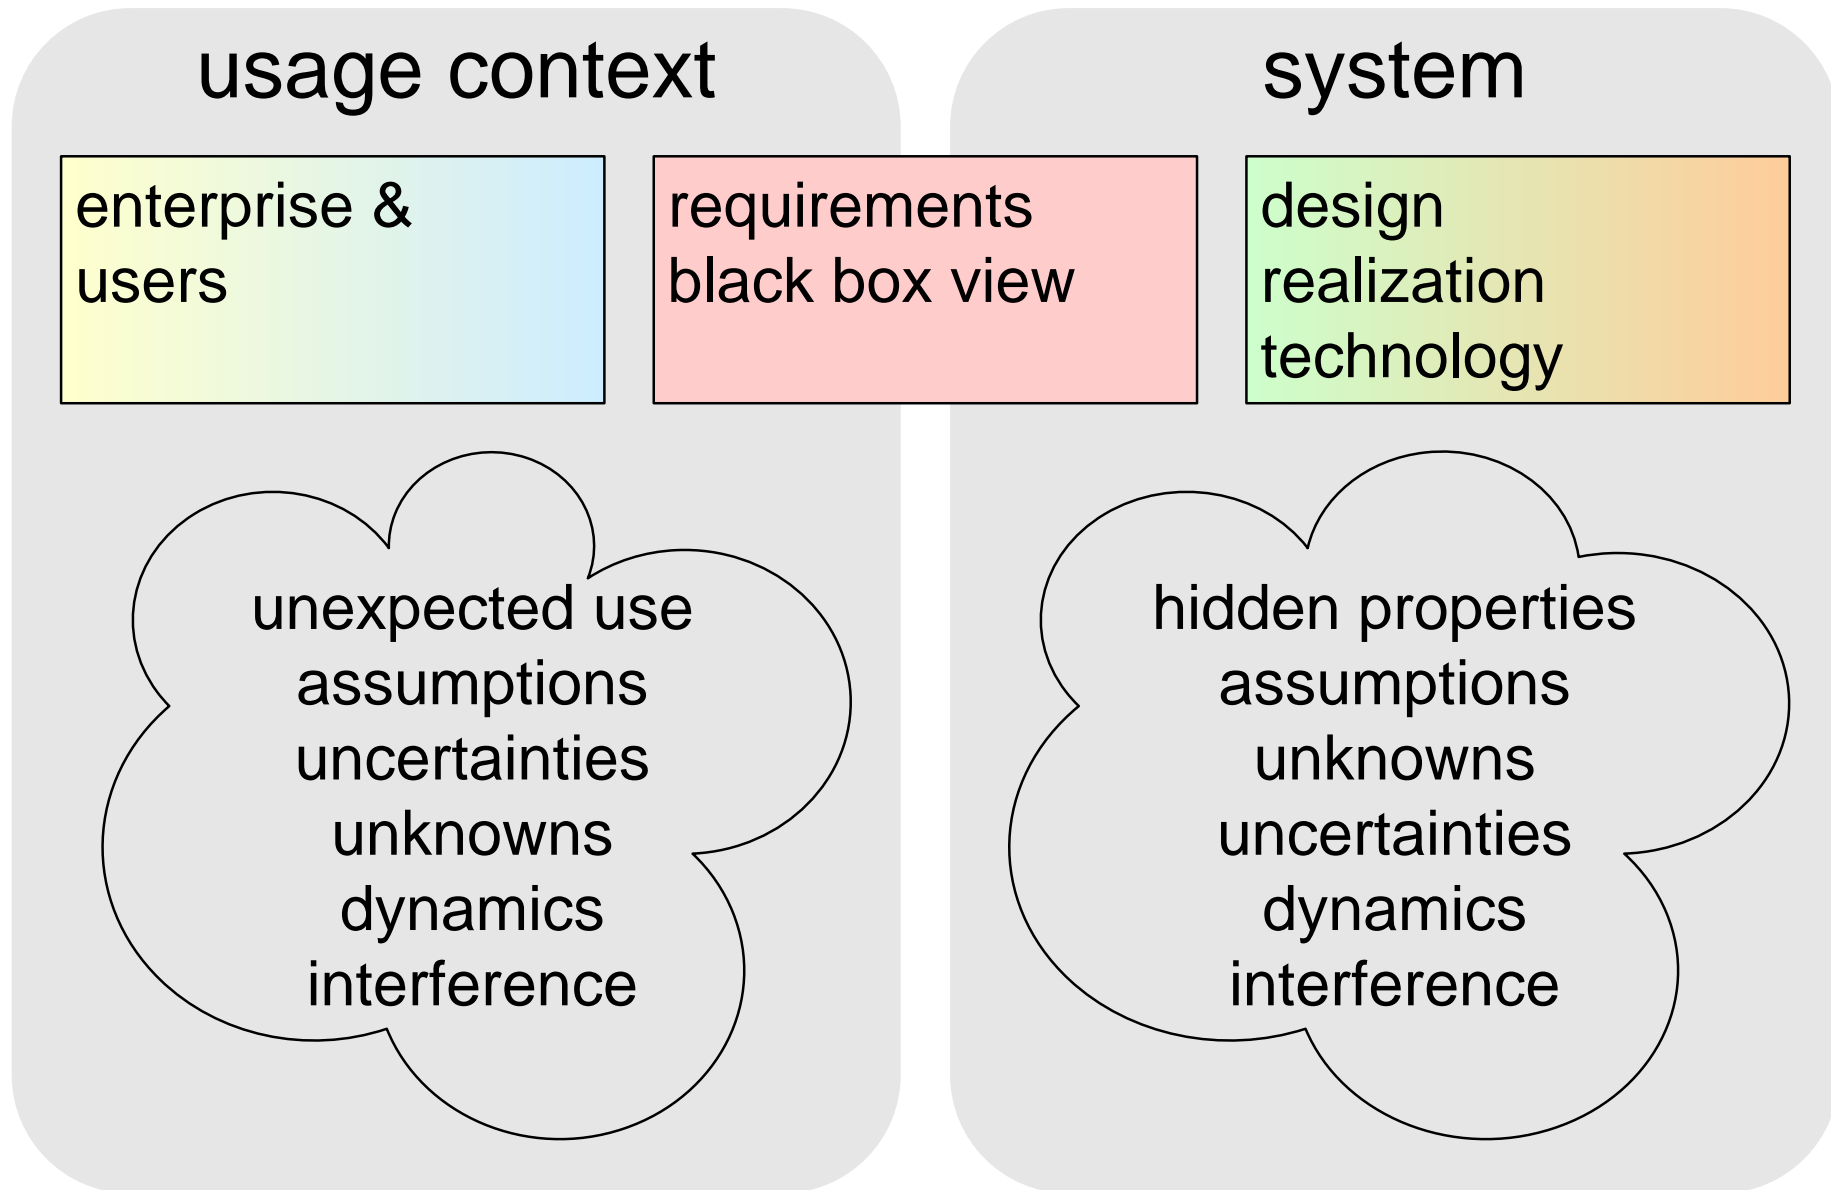 usage context
enterprise &
users
requirements
black box view
unexpected use
assumptions
uncertainties
unknowns
dynamics
interference
system
design
realization
technology
hidden properties
assumptions
unknowns
uncertainties
dynamics
interference